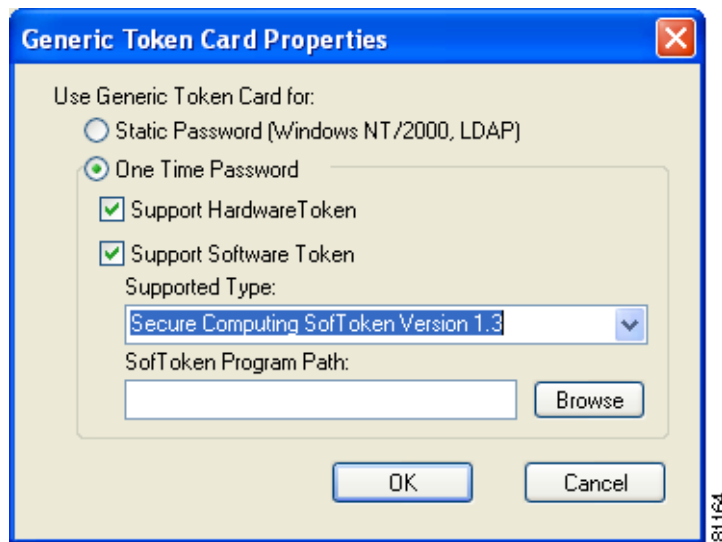 Generic Token Card Properties
Use Generic Token Card for:
Static Password (Windows NT/2000, LDAP)
One Time Password
Support HardwareToken
Support Software Token
Supported Type:
Secure Computing SofToken Version 1.3
SofToken Program Path:
Browse
OK
Cancel
81164